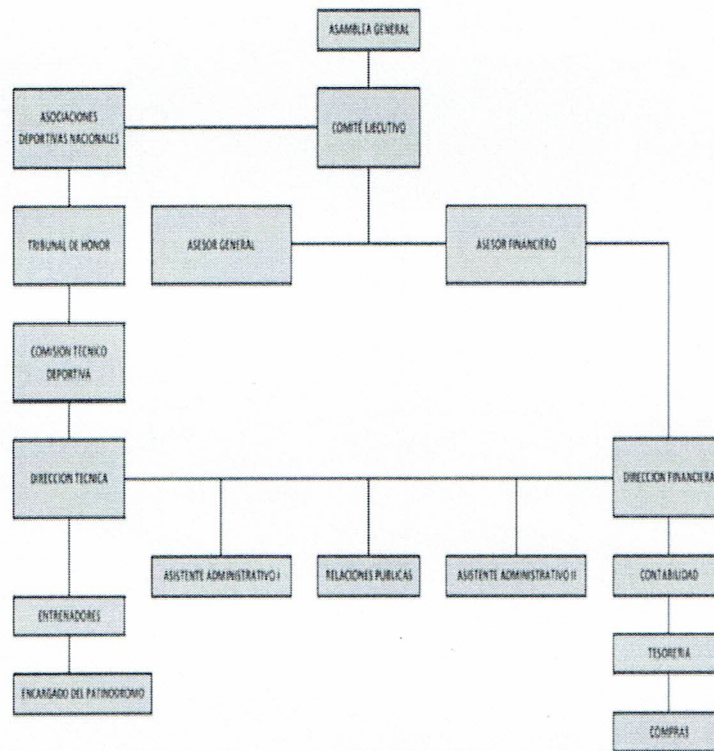 ASAMBLEA GENERAL
ASOCIACIONES
DEPORTIVAS NACIONALES
COMITÉ EJECUTIVO
TRIBUNAL DE HONOR
ASESOR GENERAL
ASESOR FINANCIERO
COMISION TECNICO
DEPORTIVA
DIRECCION TECNICA
DIRECCION FINANCIERA
ASISTENTE ADMINISTRATIVO I
RELACIONES PUBLICAS
ASISTENTE ADMINISTRATIVO II
CONTABILIDAD
ENTRENADORES
TESORERIA
ENCARGADO DEL PATINODROMO
COMPRAS